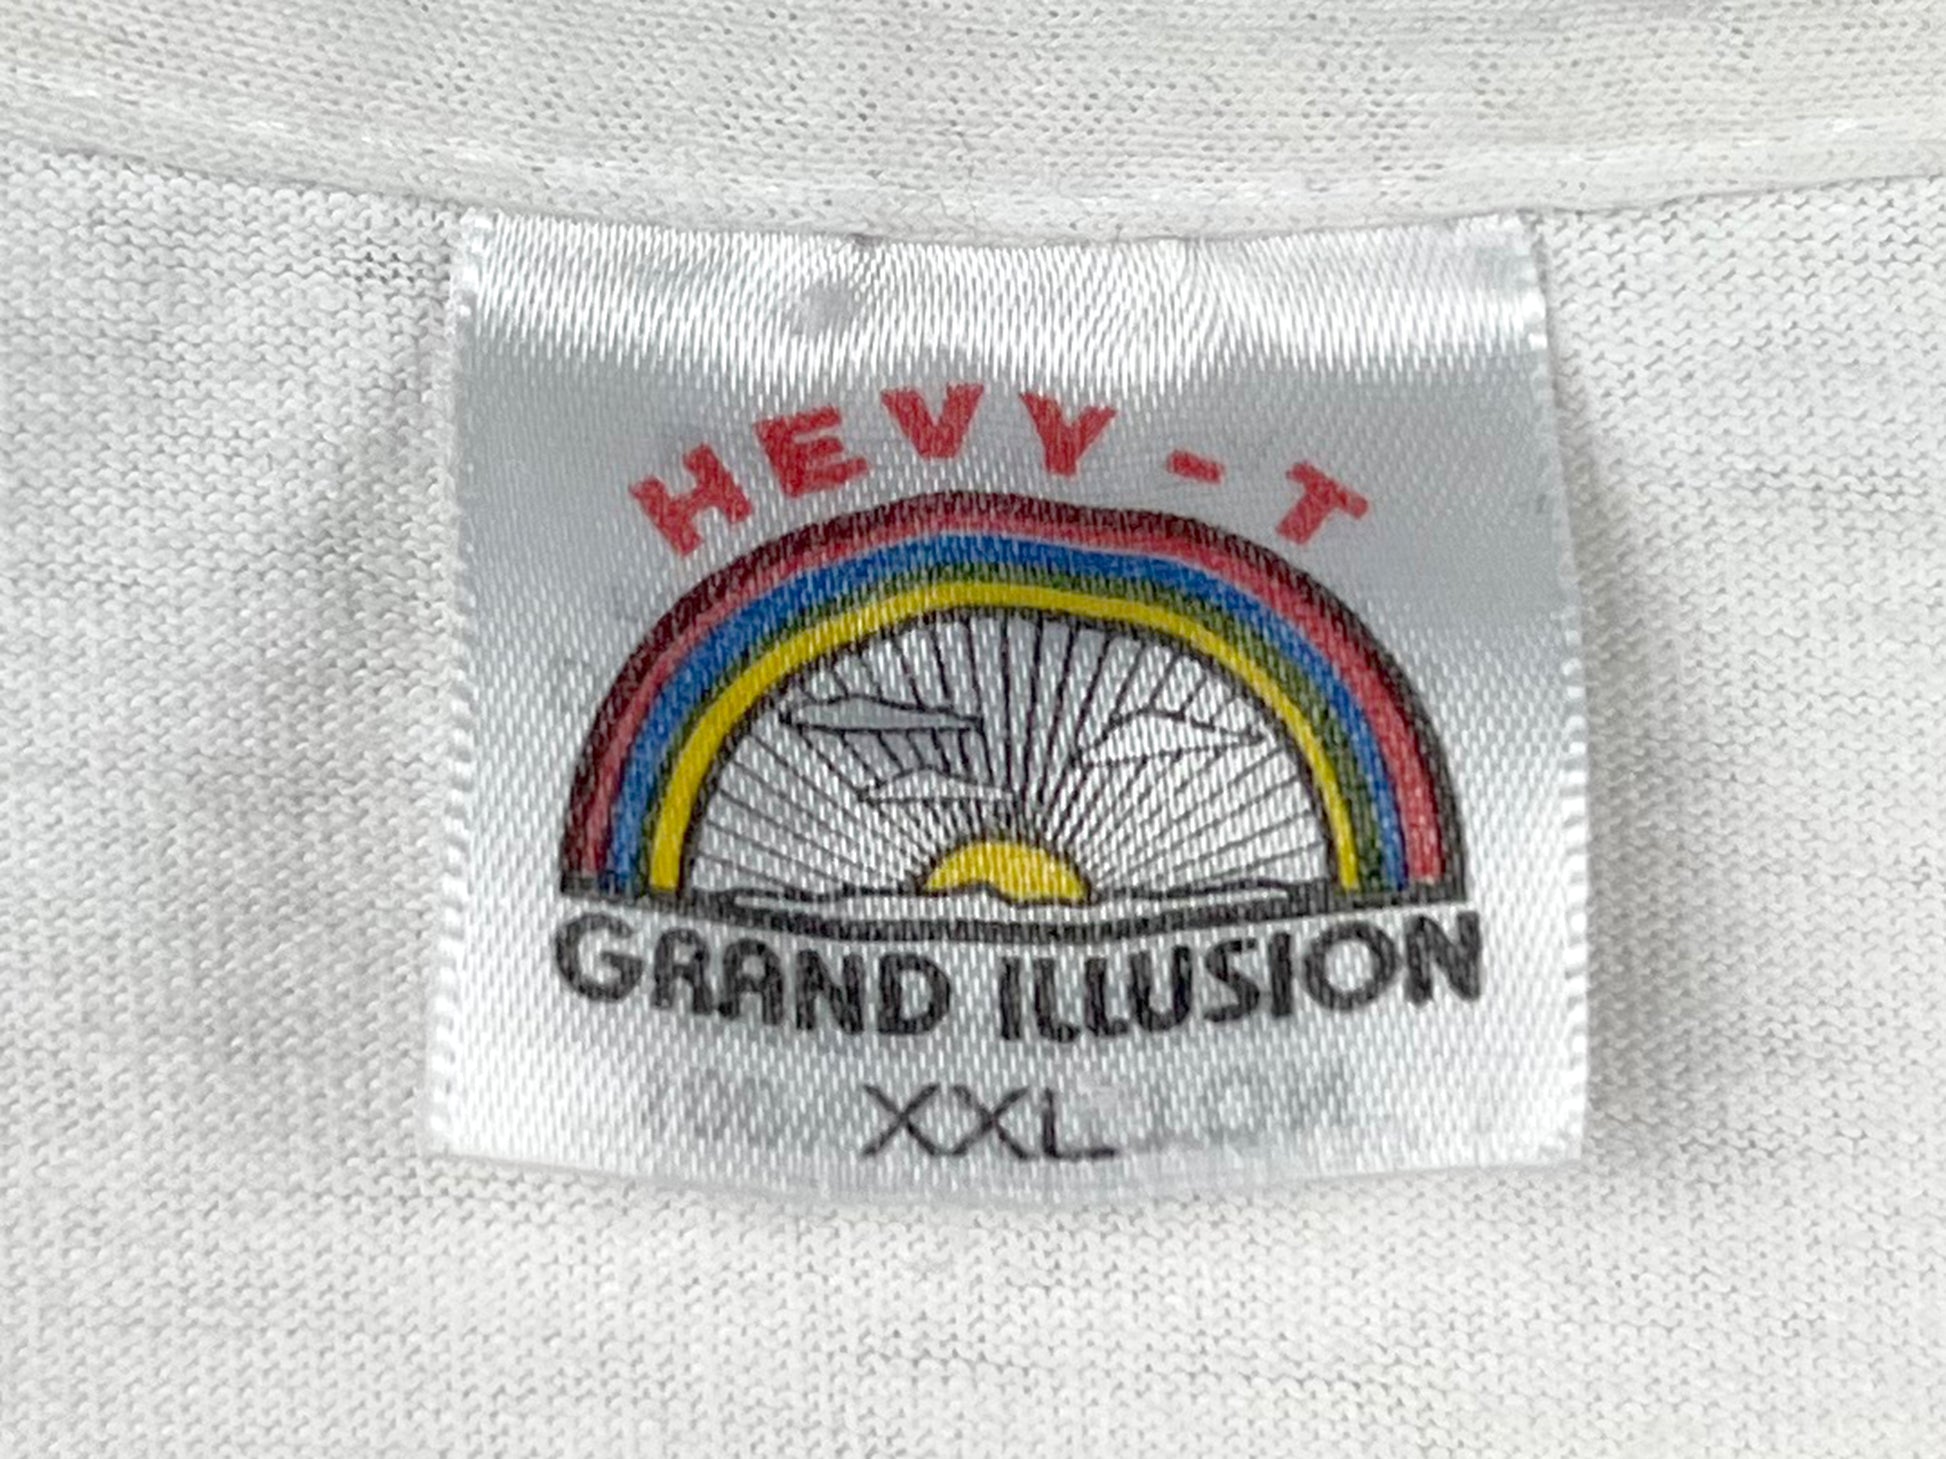 HEVY-T
GRAND ILLUSION
XXL